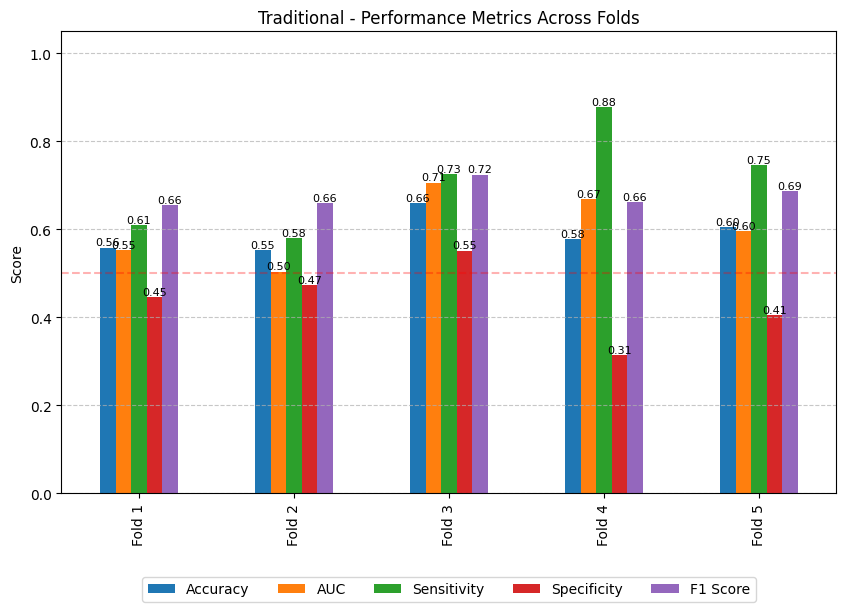 Traditional - Performance Metrics Across Folds
Score
1.0
0.8
0.6
0.4
0.2
0.0
0.56 0.55 0.61 0.45 0.66
0.55 0.50 0.58 0.47 0.66
0.66 0.71 0.73 0.55 0.72
0.58 0.67 0.88 0.31 0.66
0.60 0.60 0.75 0.41 0.69
Fold 1
Fold 2
Fold 3
Fold 4
Fold 5
Accuracy AUC Sensitivity Specificity F1 Score